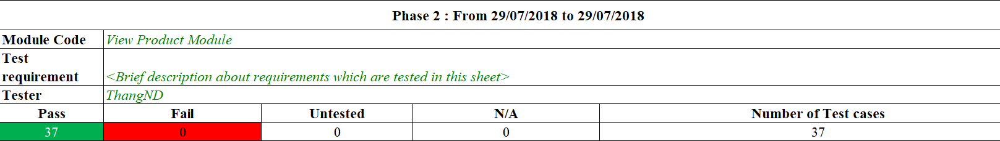 Phase 2 : From 29/07/2018 to 29/07/2018
Module Code View Product Module
Test
requirement <Brief description about requirements which are tested in this sheet>
Tester ThangND
Pass Fail Untested N/A Number of Test cases
37 0 0 0 37